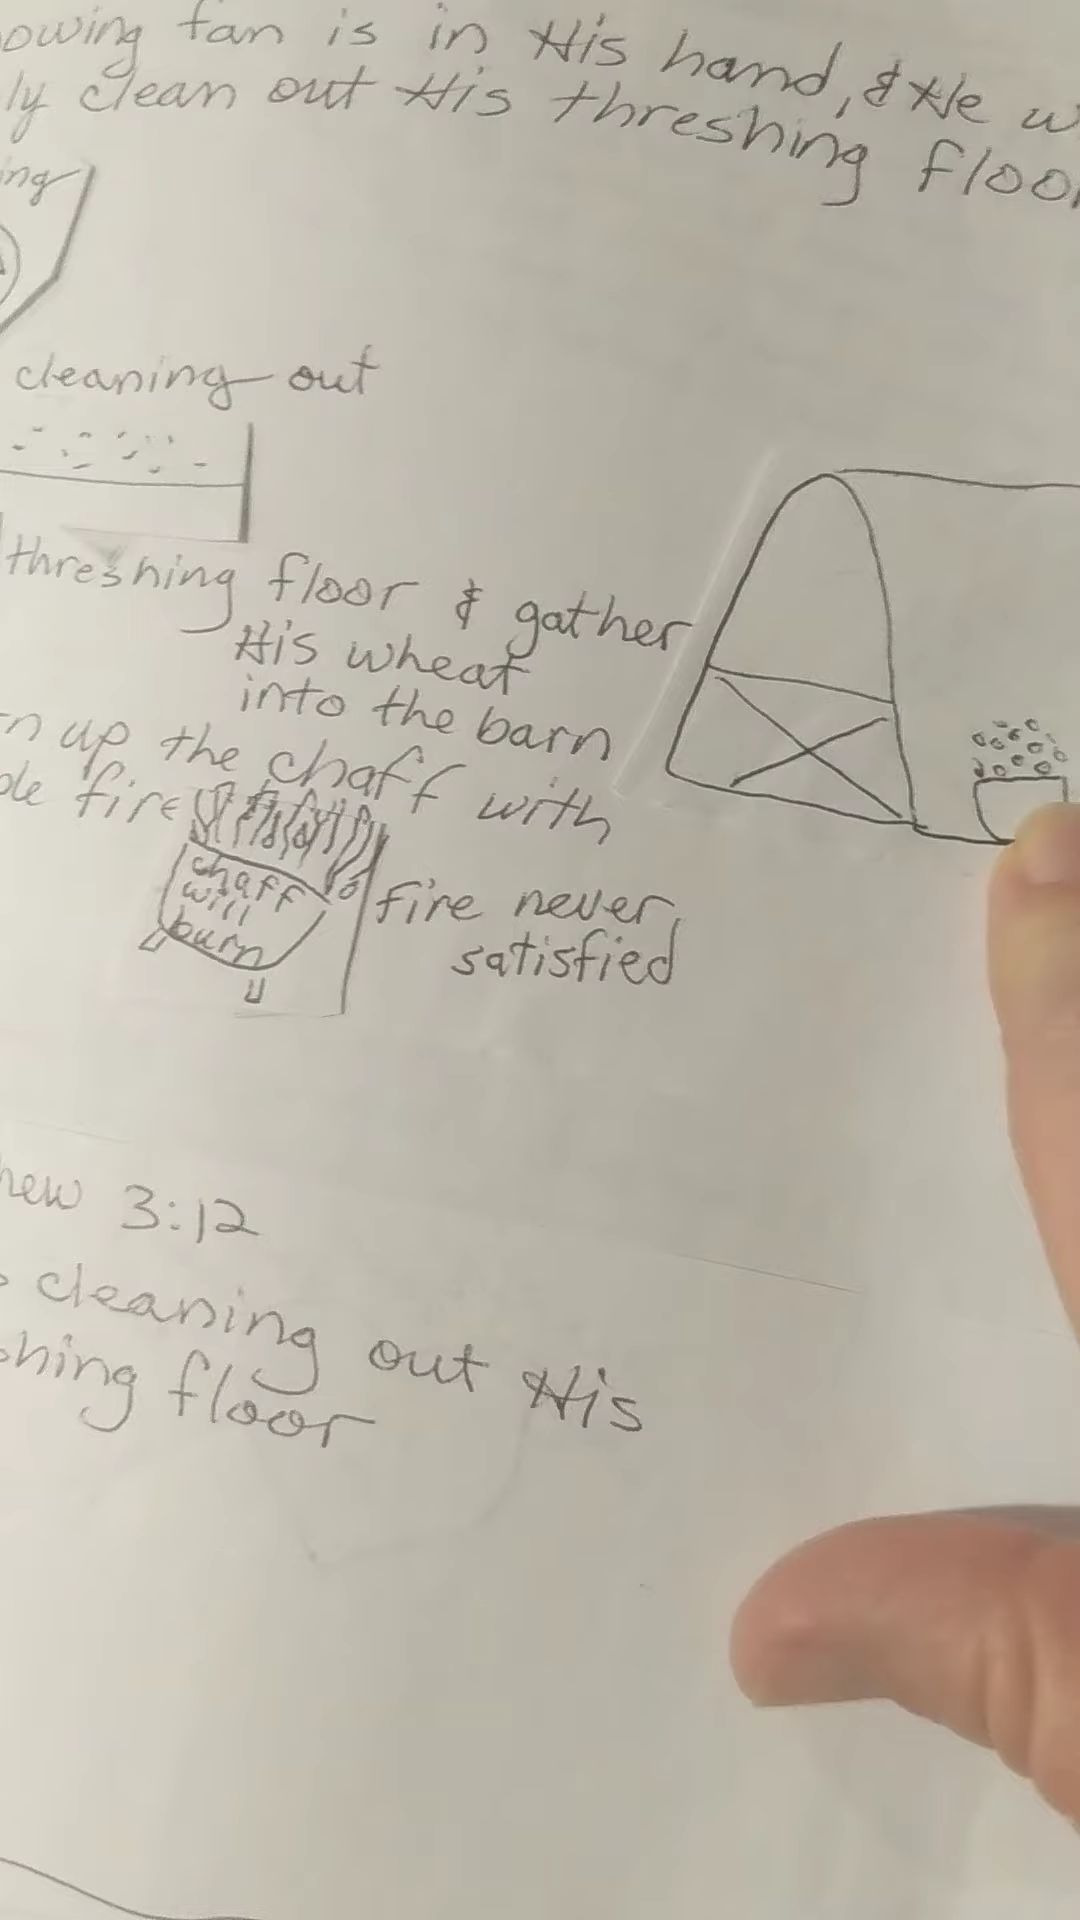 owing fan is in His hand, & He w
ly clean out His threshing floor
ing
cleaning out
threshing floor & gather
His wheat
into the barn
n up the chaff with
ble fire
chaff
will
burn
fire never
satisfied
hew 3:12
cleaning out His
shing floor